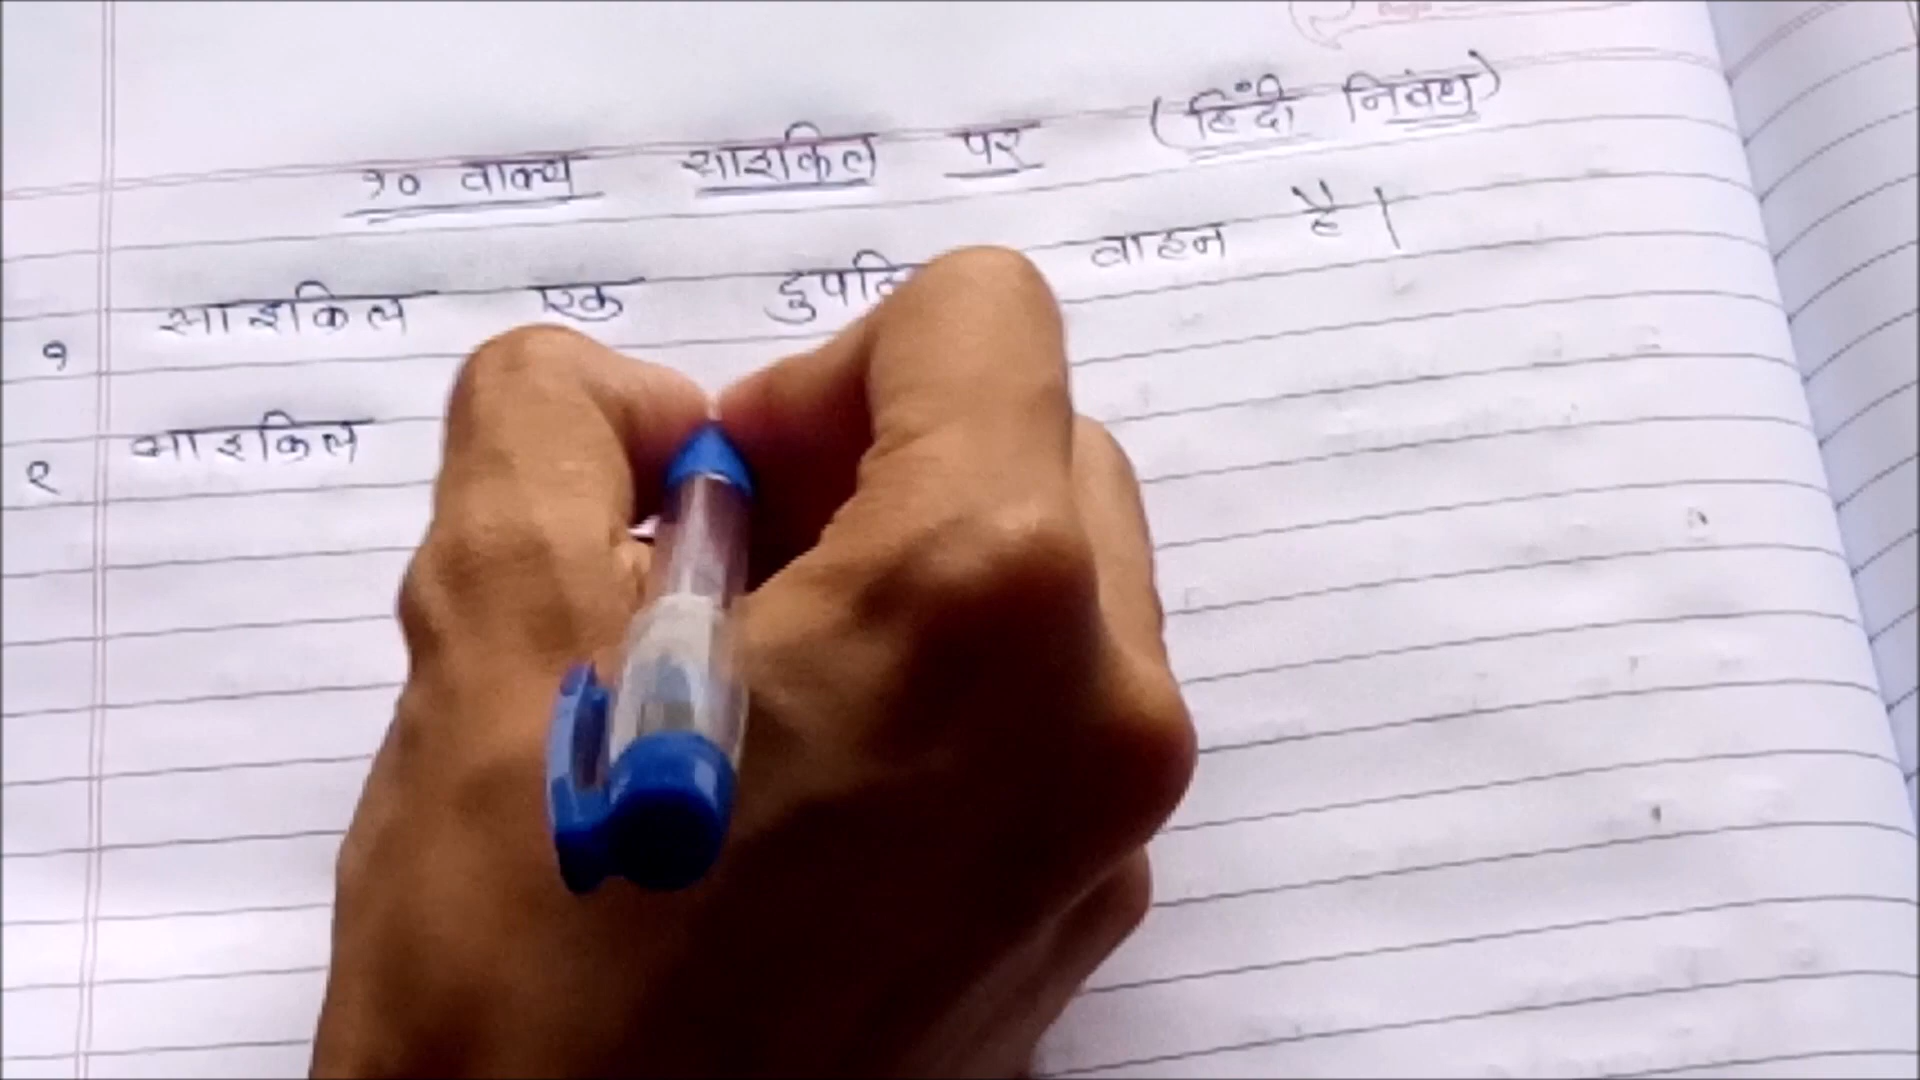 १० वाक्य साइकिल पर (हिंदी निबंध)
१ साइकिल एक वाहन है|
२ साइकिल